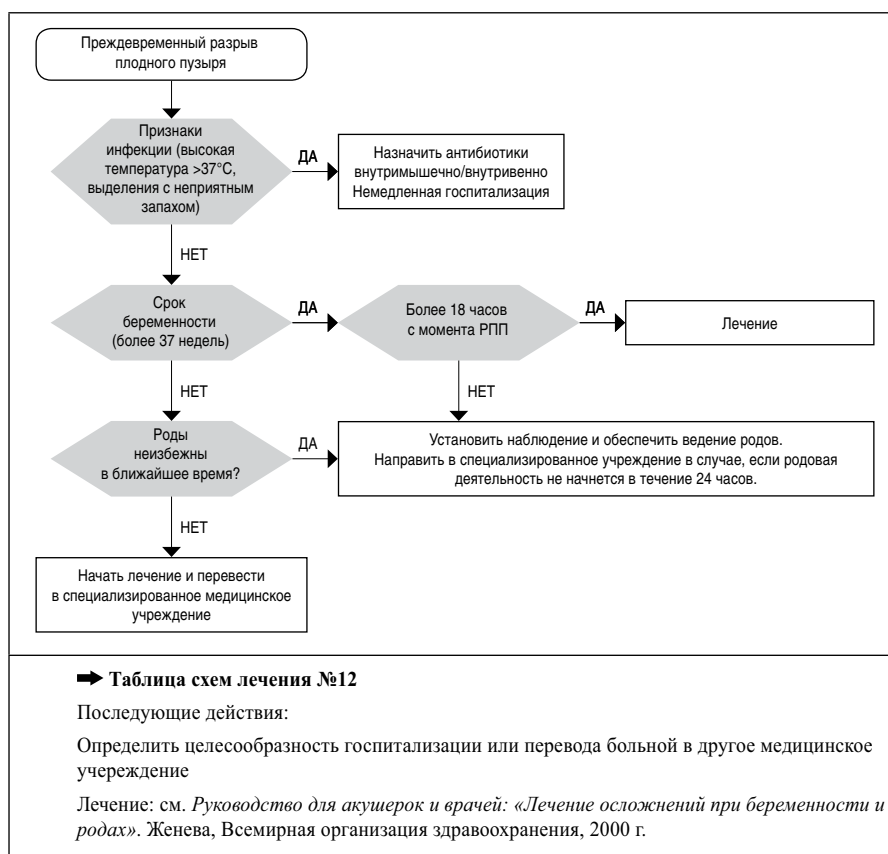 Преждевременный разрыв
плодного пузыря
Признаки
инфекции (высокая
температура >37°C,
выделения с неприятным
запахом)
ДА
Назначить антибиотики
внутримышечно/внутривенно
Немедленная госпитализация
НЕТ
Срок
беременности
(более 37 недель)
ДА
Более 18 часов
с момента РПП
ДА
Лечение
НЕТ
НЕТ
Роды
неизбежны
в ближайшее время?
ДА
Установить наблюдение и обеспечить ведение родов.
Направить в специализированное учреждение в случае, если родовая
деятельность не начнется в течение 24 часов.
НЕТ
Начать лечение и перевести
в специализированное медицинское
учреждение
➡ Таблица схем лечения №12
Последующие действия:
Определить целесообразность госпитализации или перевода больной в другое медицинское
учереждение
Лечение: см. Руководство для акушерок и врачей: «Лечение осложнений при беременности и
родах». Женева, Всемирная организация здравоохранения, 2000 г.